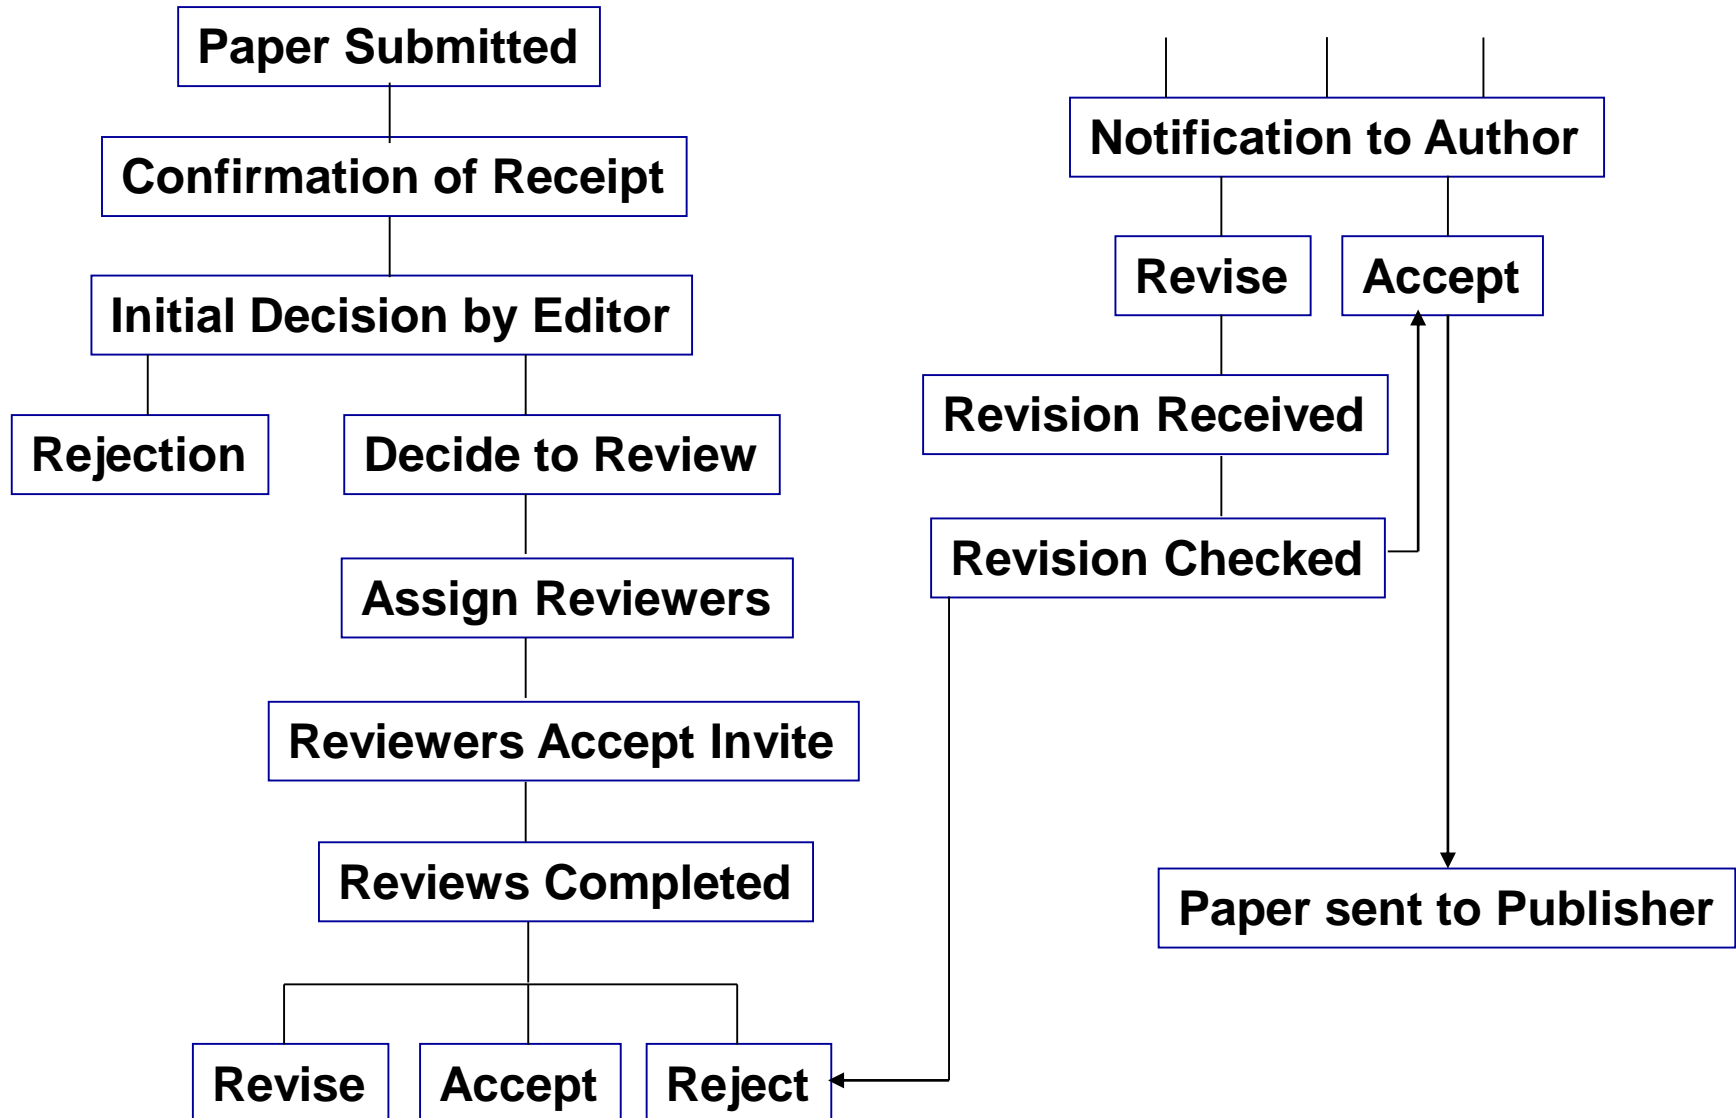 Paper Submitted
Confirmation of Receipt
Initial Decision by Editor
Rejection
Decide to Review
Assign Reviewers
Reviewers Accept Invite
Reviews Completed
Revise
Accept
Reject
Notification to Author
Revise
Accept
Revision Received
Revision Checked
Paper sent to Publisher